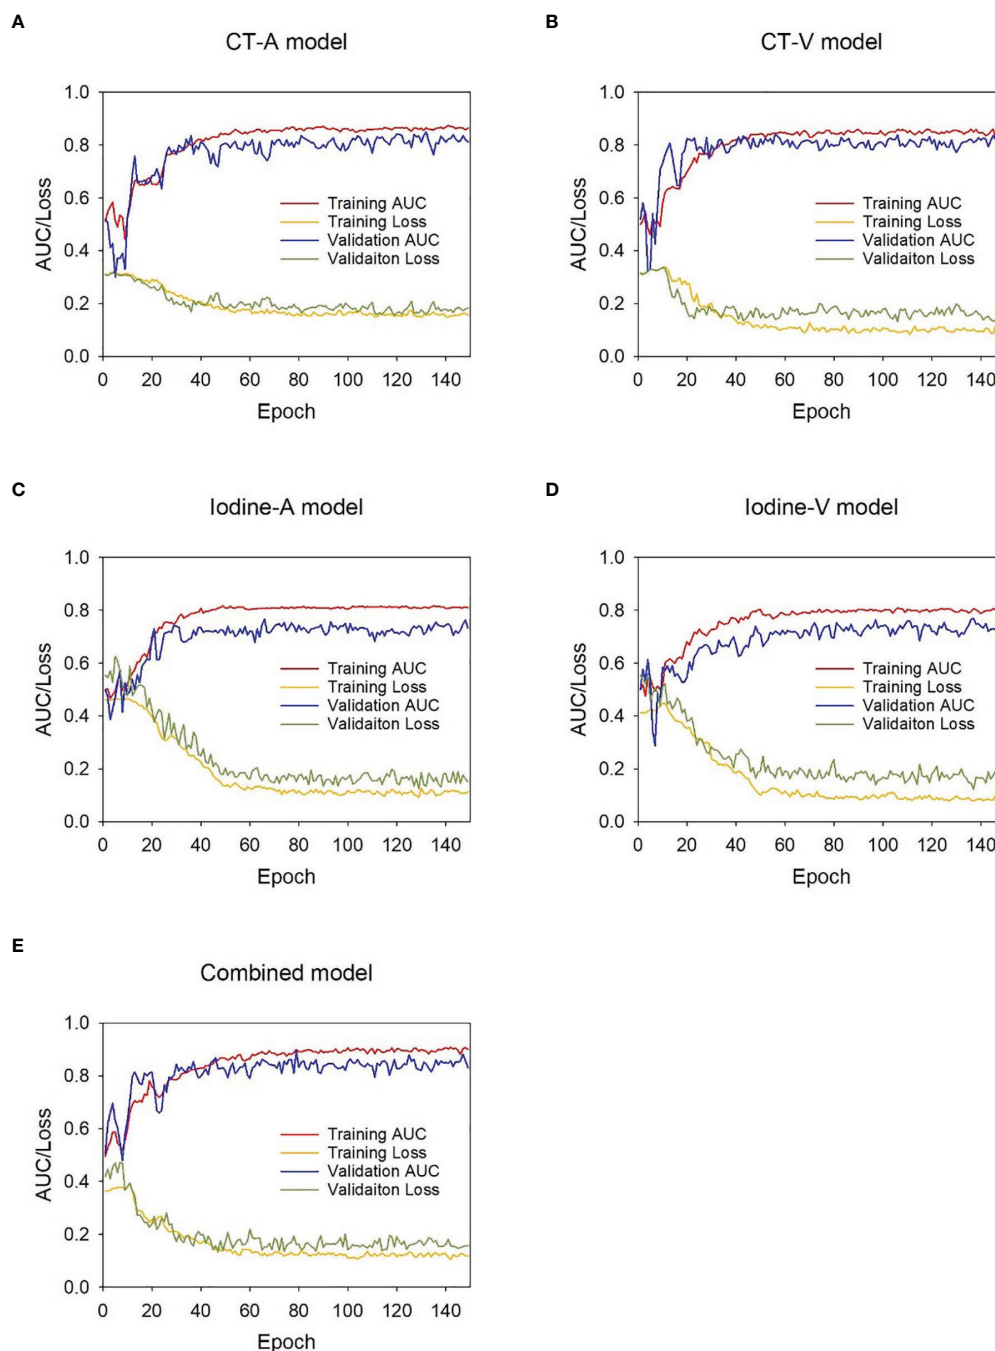 A
CT-A model
1.0
0.8
0.6
0.4
0.2
0.0
AUC/Loss
Training AUC
Training Loss
Validation AUC
Validaiton Loss
0 20 40 60 80 100 120 140
Epoch
B
CT-V model
1.0
0.8
0.6
0.4
0.2
0.0
AUC/Loss
Training AUC
Training Loss
Validation AUC
Validaiton Loss
0 20 40 60 80 100 120 140
Epoch
C
Iodine-A model
1.0
0.8
0.6
0.4
0.2
0.0
AUC/Loss
Training AUC
Training Loss
Validation AUC
Validaiton Loss
0 20 40 60 80 100 120 140
Epoch
D
Iodine-V model
1.0
0.8
0.6
0.4
0.2
0.0
AUC/Loss
Training AUC
Training Loss
Validation AUC
Validaiton Loss
0 20 40 60 80 100 120 140
Epoch
E
Combined model
1.0
0.8
0.6
0.4
0.2
0.0
AUC/Loss
Training AUC
Training Loss
Validation AUC
Validaiton Loss
0 20 40 60 80 100 120 140
Epoch